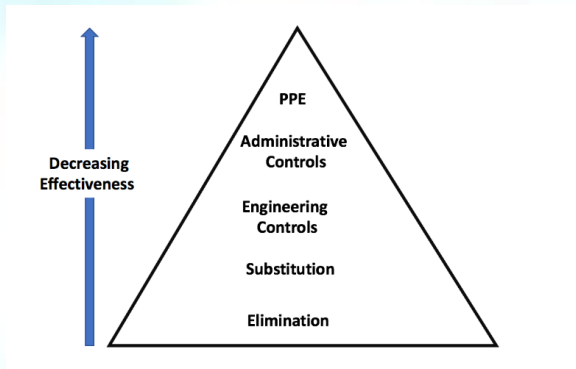 PPE
Administrative
Controls
Decreasing
Effectiveness
Engineering
Controls
Substitution
Elimination